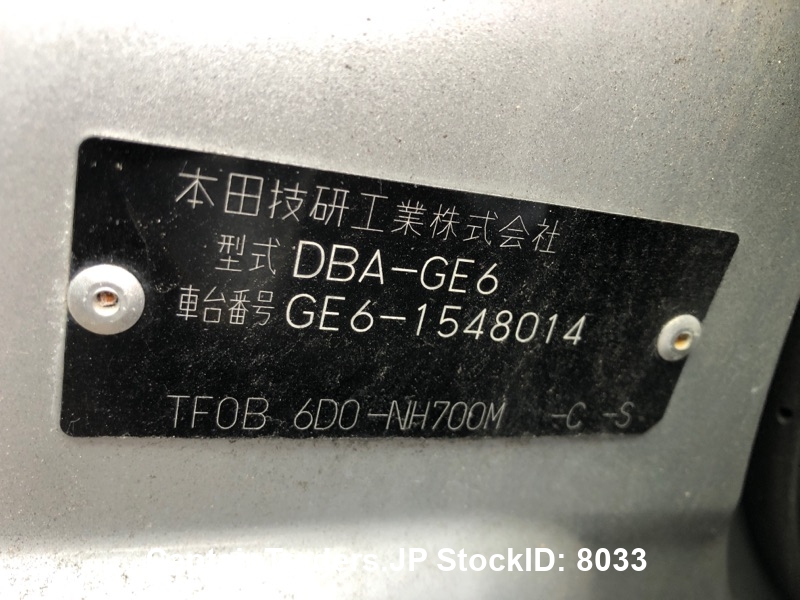 本田技研工業株式会社
型式 DBA-GE6
車台番号 GE6-1548014
TF0B 6D0-NH700M -C -S
JP StockID: 8033